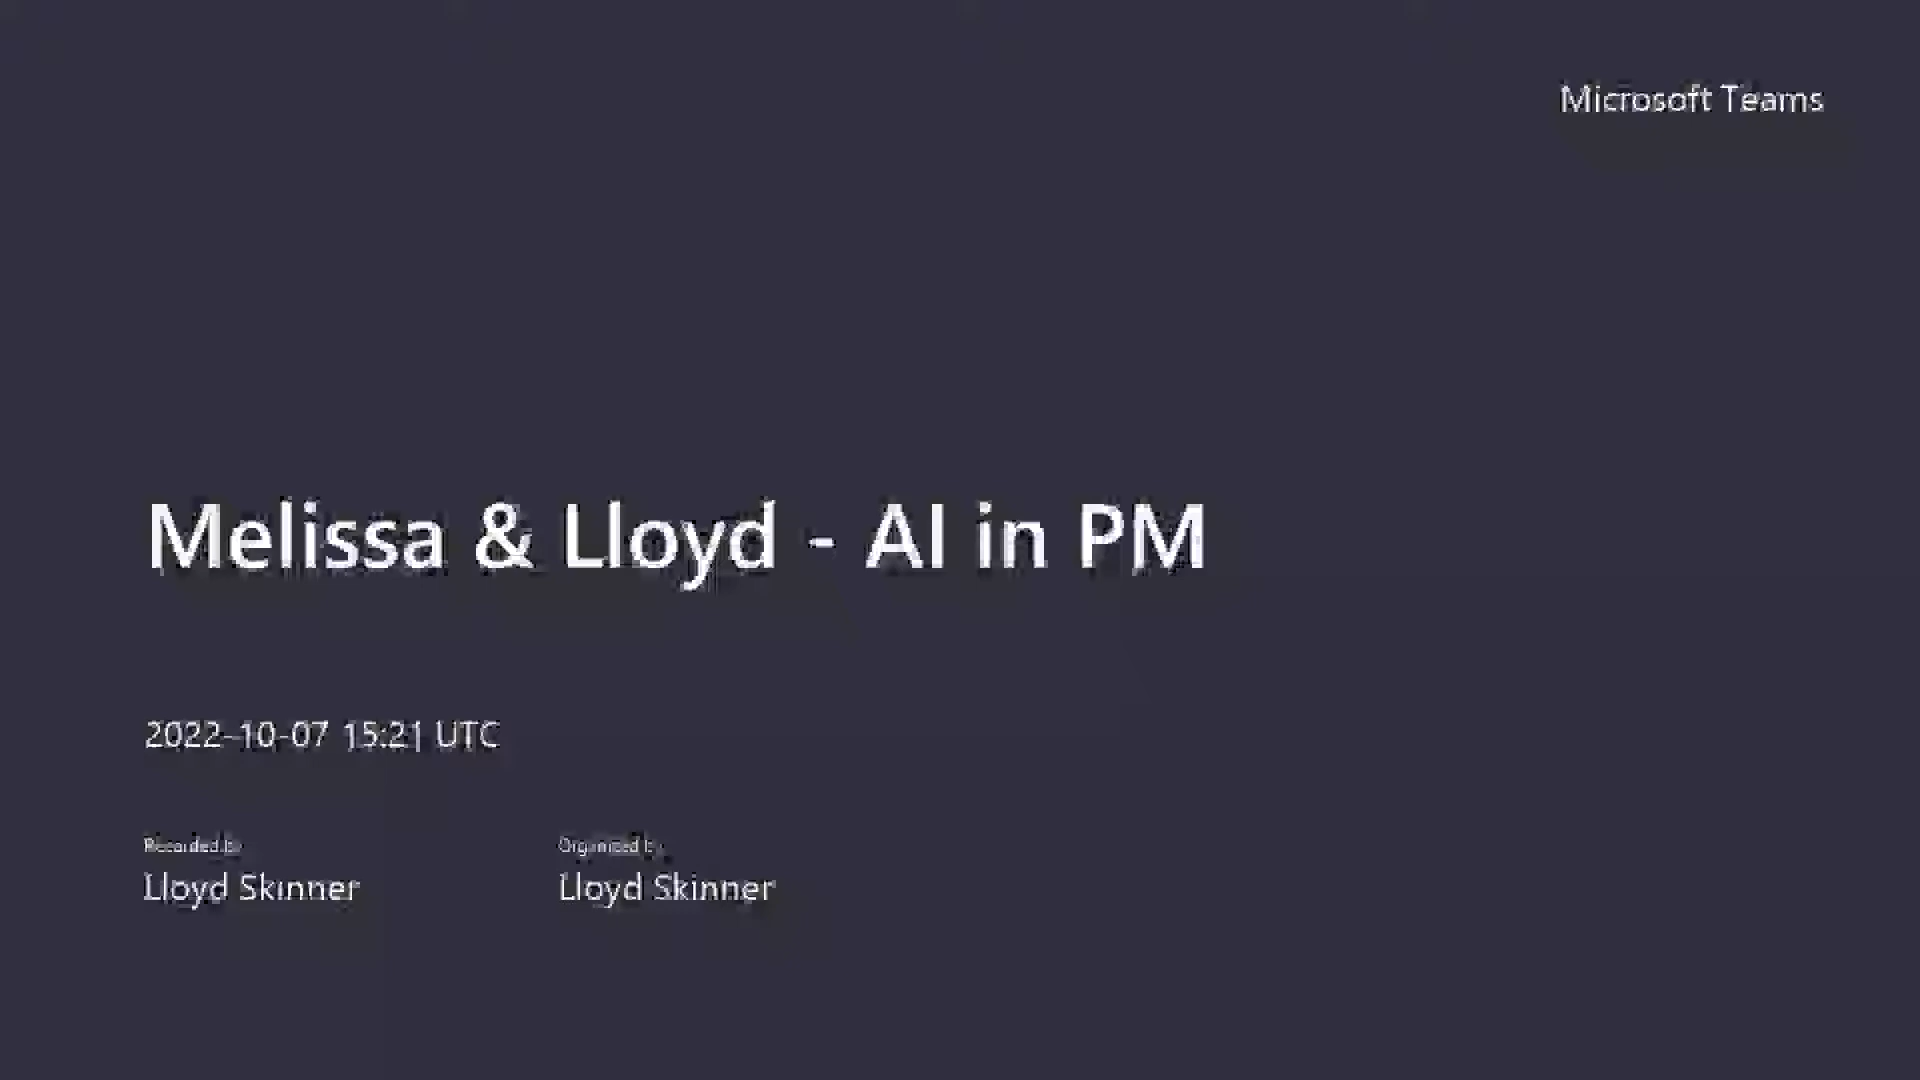 Microsoft Teams
Melissa & Lloyd - AI in PM
2022-10-07 15:21 UTC
Recorded by
Organized by
Lloyd Skinner
Lloyd Skinner